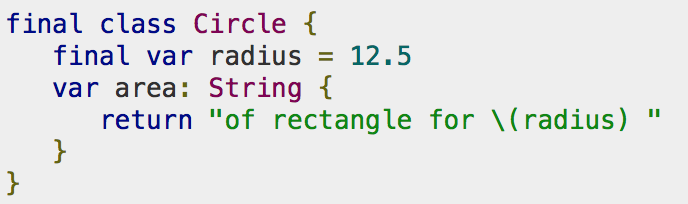 final class Circle {
final var radius = 12.5
var area: String {
return "of rectangle for \(radius) "
}
}